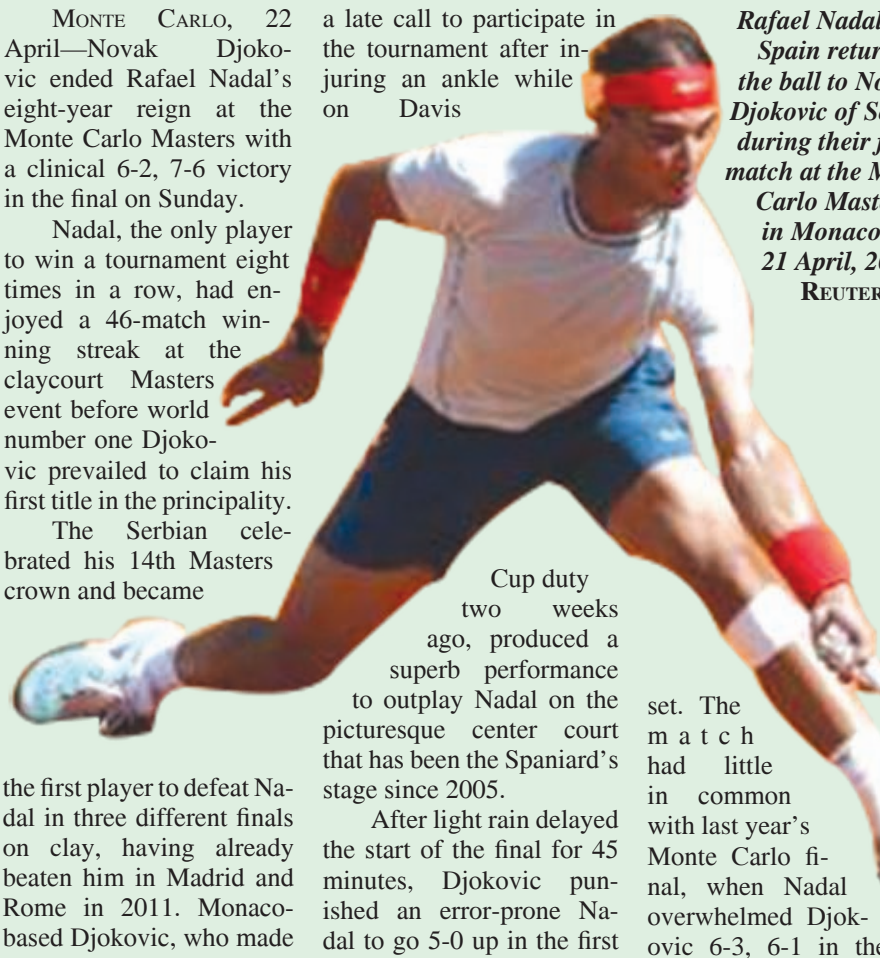 MONTE CARLO, 22
April—Novak Djoko-
vic ended Rafael Nadal’s
eight-year reign at the
Monte Carlo Masters with
a clinical 6-2, 7-6 victory
in the final on Sunday.
Nadal, the only player
to win a tournament eight
times in a row, had en-
joyed a 46-match win-
ning streak at the
claycourt Masters
event before world
number one Djoko-
vic prevailed to claim his
first title in the principality.
The Serbian cele-
brated his 14th Masters
crown and became
the first player to defeat Na-
dal in three different finals
on clay, having already
beaten him in Madrid and
Rome in 2011. Monaco-
based Djokovic, who made
a late call to participate in
the tournament after in-
juring an ankle while
on Davis
Cup duty
two weeks
ago, produced a
superb performance
to outplay Nadal on the
picturesque center court
that has been the Spaniard’s
stage since 2005.
After light rain delayed
the start of the final for 45
minutes, Djokovic pun-
ished an error-prone Na-
dal to go 5-0 up in the first
set. The
match
had little
in common
with last year’s
Monte Carlo fi-
nal, when Nadal
overwhelmed Djok-
ovic 6-3, 6-1 in the
Rafael Nadal
Spain retur
the ball to No
Djokovic of Se
during their f
match at the M
Carlo Maste
in Monaco
21 April, 20
REUTER